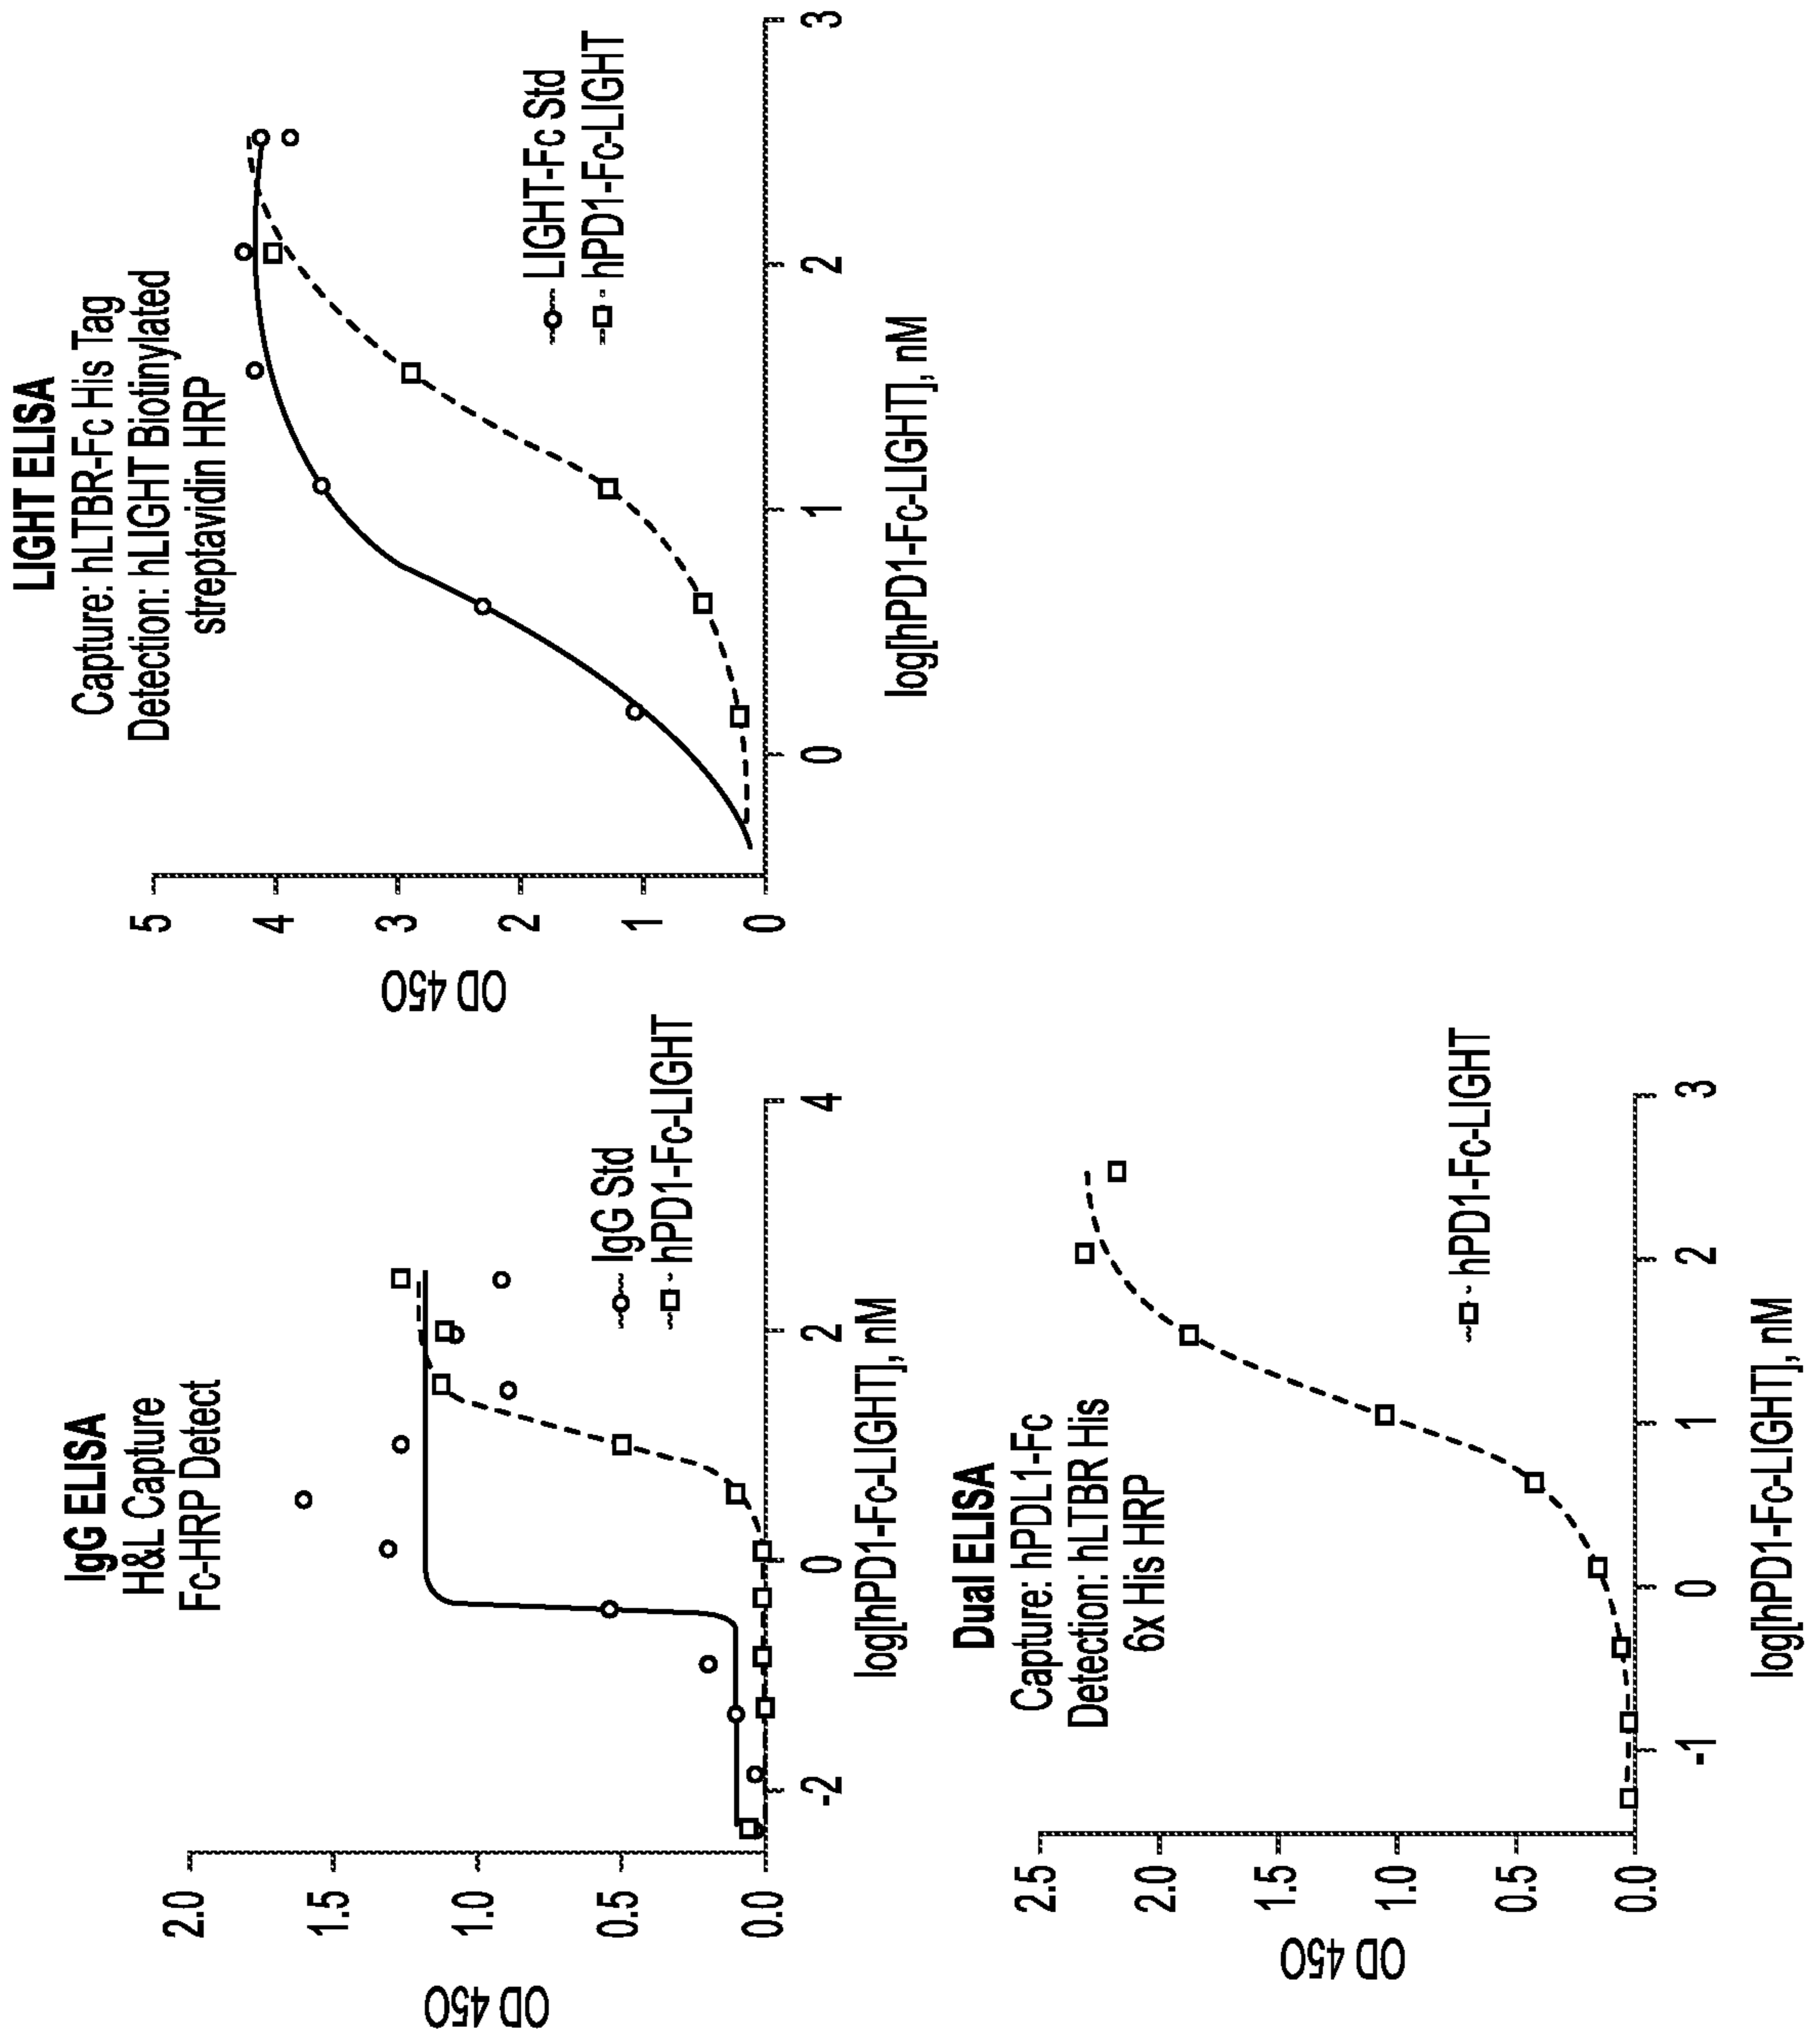 IgG ELISA
H&L Capture
Fc-HRP Detect
OD 450
2.0
1.5
1.0
0.5
0.0
-2
0
2
4
log[hPD1-Fc-LIGHT], nM
IgG Std
hPD1-Fc-LIGHT
LIGHT ELISA
Capture: hLTBR-Fc His Tag
Detection: hLIGHT Biotinylated
streptavidin HRP
OD 450
5
4
3
2
1
0
0
1
2
3
log[hPD1-Fc-LIGHT], nM
LIGHT-Fc Std
hPD1-Fc-LIGHT
Dual ELISA
Capture: hPDL1-Fc
Detection: hLTBR His
6x His HRP
OD 450
2.5
2.0
1.5
1.0
0.5
0.0
-1
0
1
2
3
log[hPD1-Fc-LIGHT], nM
hPD1-Fc-LIGHT